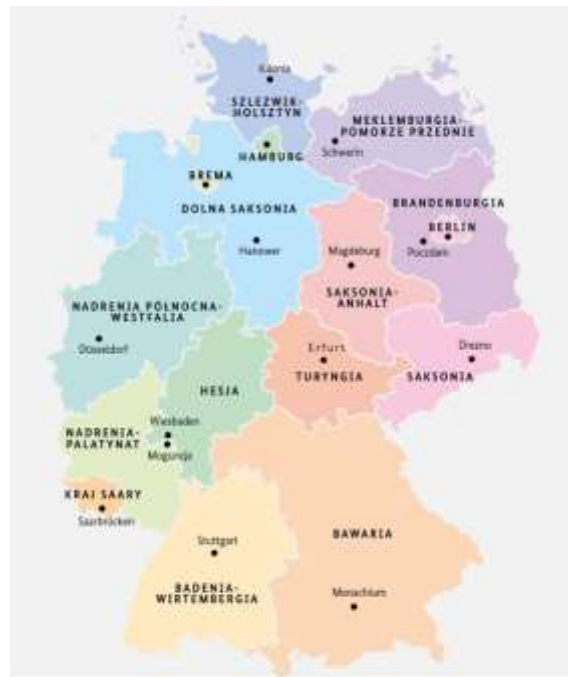 Kilonia
SZLEZWIK-
HOLSZTYN
MEKLEMBURGIA-
POMORZE PRZEDNIE
Schwerin
HAMBURG
BREMA
DOLNA SAKSONIA
BRANDENBURGIA
BERLIN
Poczdam
Hanower
Magdeburg
SAKSONIA-
ANHALT
NADRENIA PÓŁNOCNA-
WESTFALIA
Düsseldorf
Erfurt
TURYNGIA
Drezno
SAKSONIA
HESJA
Wiesbaden
Moguncja
NADRENIA-
PALATYNAT
KRAJ SAARY
Saarbrücken
Stuttgart
BADENIA-
WIRTEMBERGIA
BAWARIA
Monachium